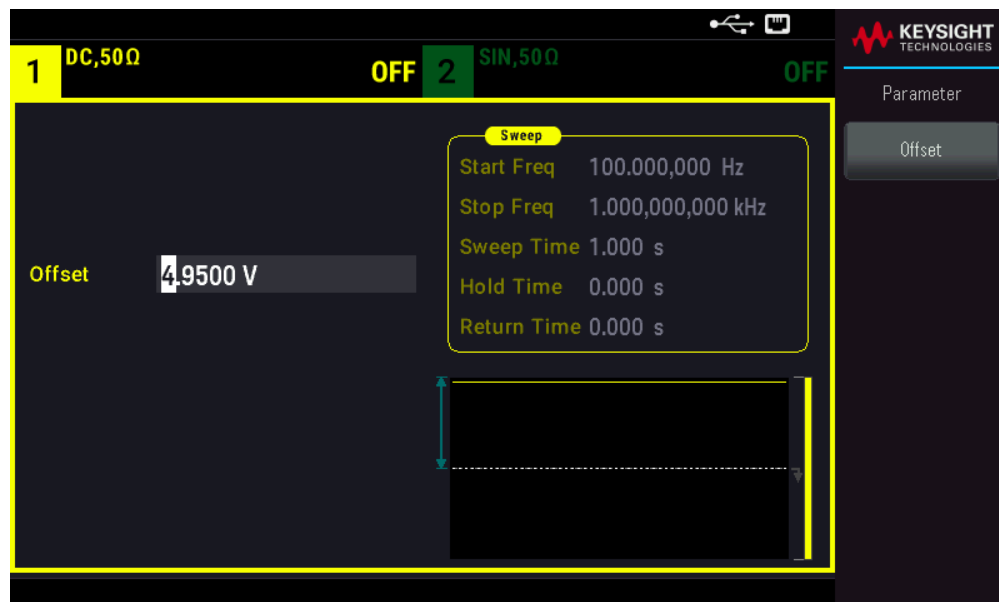 KEYSIGHT
TECHNOLOGIES
1 DC,50Ω OFF
2 SIN,50Ω OFF
Parameter
Offset
Sweep
Start Freq 100.000,000 Hz
Stop Freq 1.000,000,000 kHz
Sweep Time 1.000 s
Hold Time 0.000 s
Return Time 0.000 s
Offset 4.9500 V